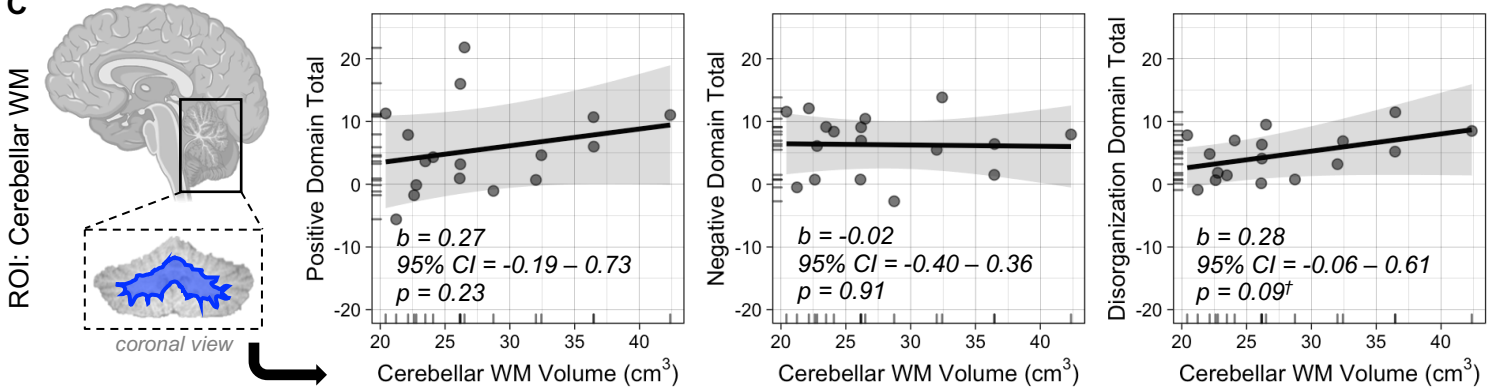 C
ROI: Cerebellar WM
coronal view
Positive Domain Total
20
10
0
-10
-20
b = 0.27
95% CI = -0.19 – 0.73
p = 0.23
20 25 30 35 40
Cerebellar WM Volume (cm³)
Negative Domain Total
20
10
0
-10
-20
b = -0.02
95% CI = -0.40 – 0.36
p = 0.91
20 25 30 35 40
Cerebellar WM Volume (cm³)
Disorganization Domain Total
20
10
0
-10
-20
b = 0.28
95% CI = -0.06 – 0.61
p = 0.09†
20 25 30 35 40
Cerebellar WM Volume (cm³)